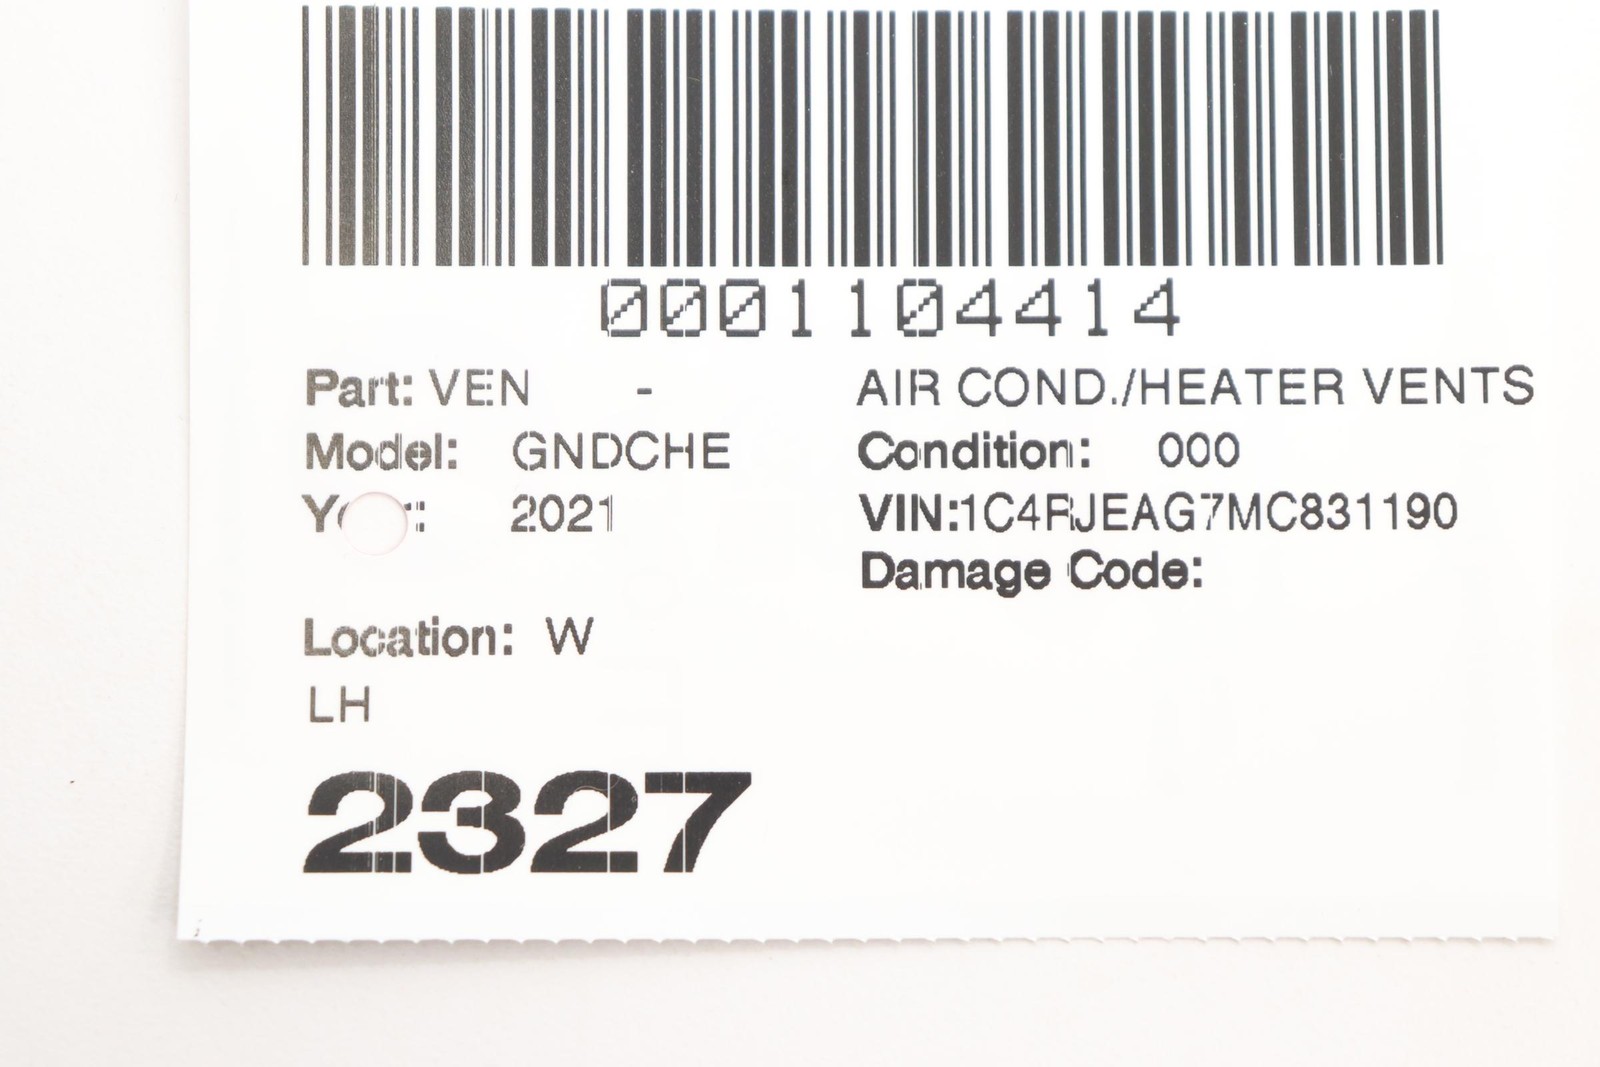 0001104414
Part: VEN - AIR COND./HEATER VENTS
Model: GNDCHE Condition: 000
2021 VIN:1C4RJEAG7MC831190
Damage Code:
Location: W
LH
2327